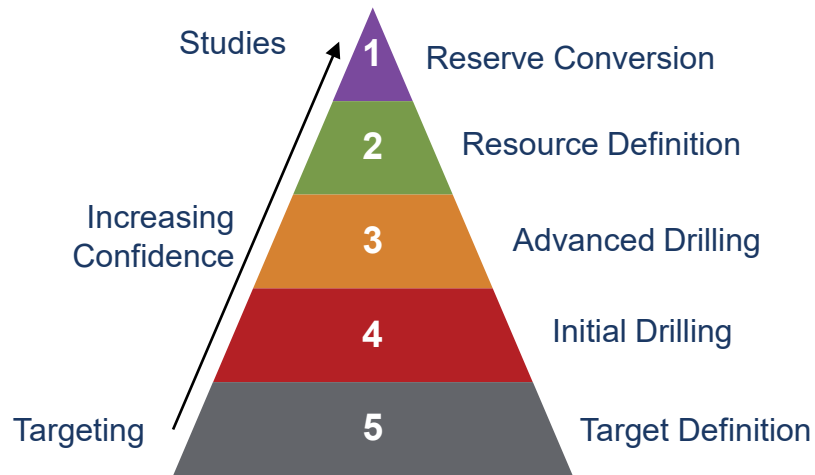 Studies
1
Reserve Conversion
2
Resource Definition
Increasing
Confidence
3
Advanced Drilling
4
Initial Drilling
Targeting
5
Target Definition